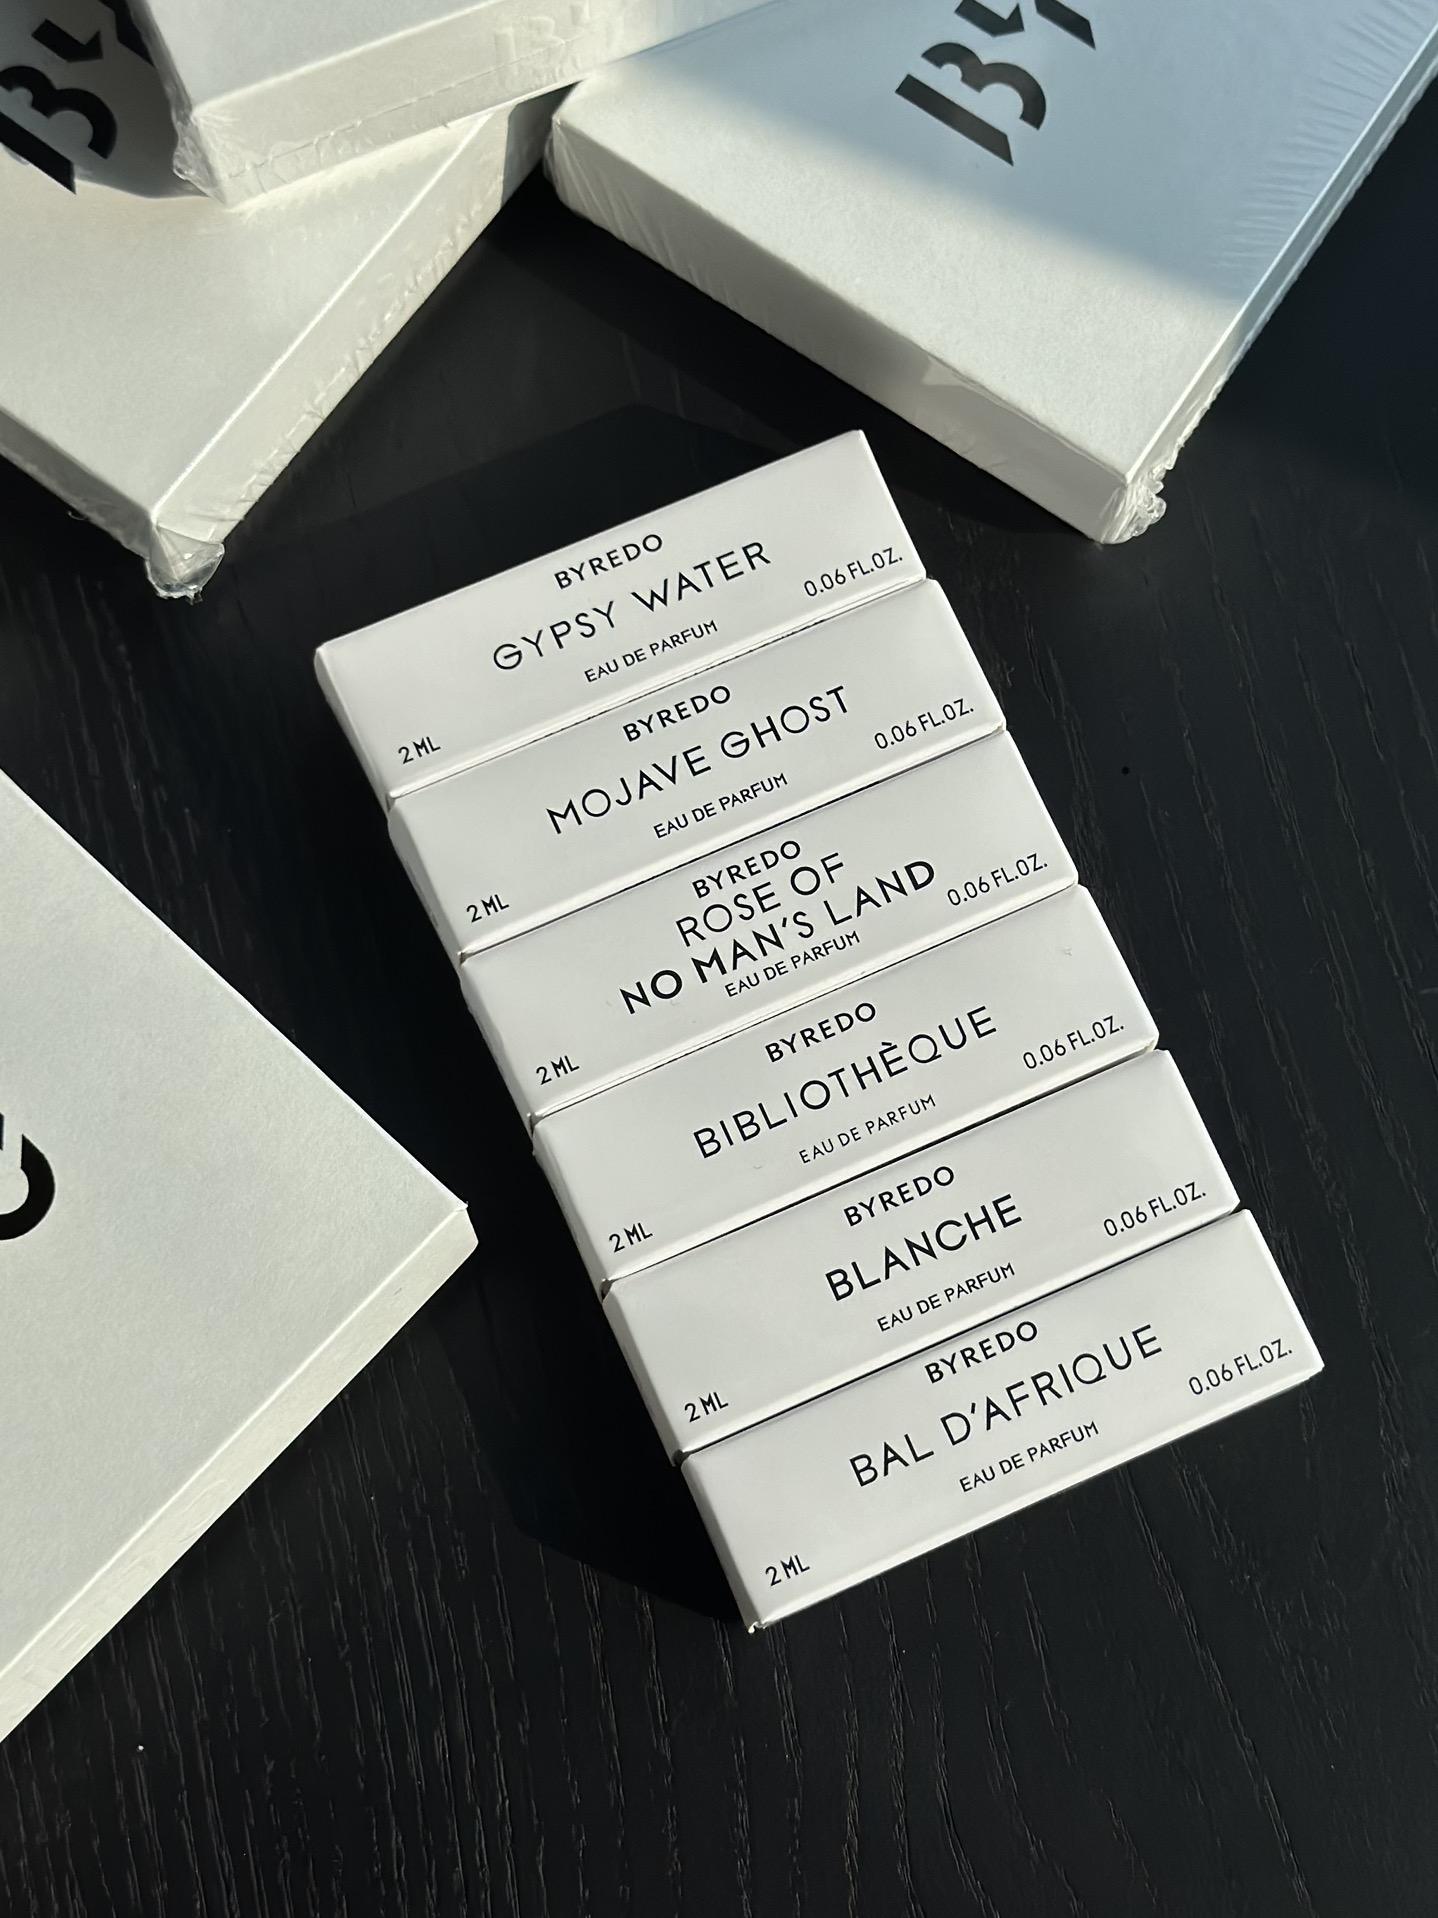 BYREDO
GYPSY WATER
EAU DE PARFUM
2 ML
0.06 FL.OZ.
BYREDO
MOJAVE GHOST
EAU DE PARFUM
2 ML
0.06 FL.OZ.
BYREDO
ROSE OF
NO MAN'S LAND
EAU DE PARFUM
2 ML
0.06 FL.OZ.
BYREDO
BIBLIOTHÈQUE
EAU DE PARFUM
2 ML
0.06 FL.OZ.
BYREDO
BLANCHE
EAU DE PARFUM
2 ML
0.06 FL.OZ.
BYREDO
BAL D'AFRIQUE
EAU DE PARFUM
2 ML
0.06 FL.OZ.